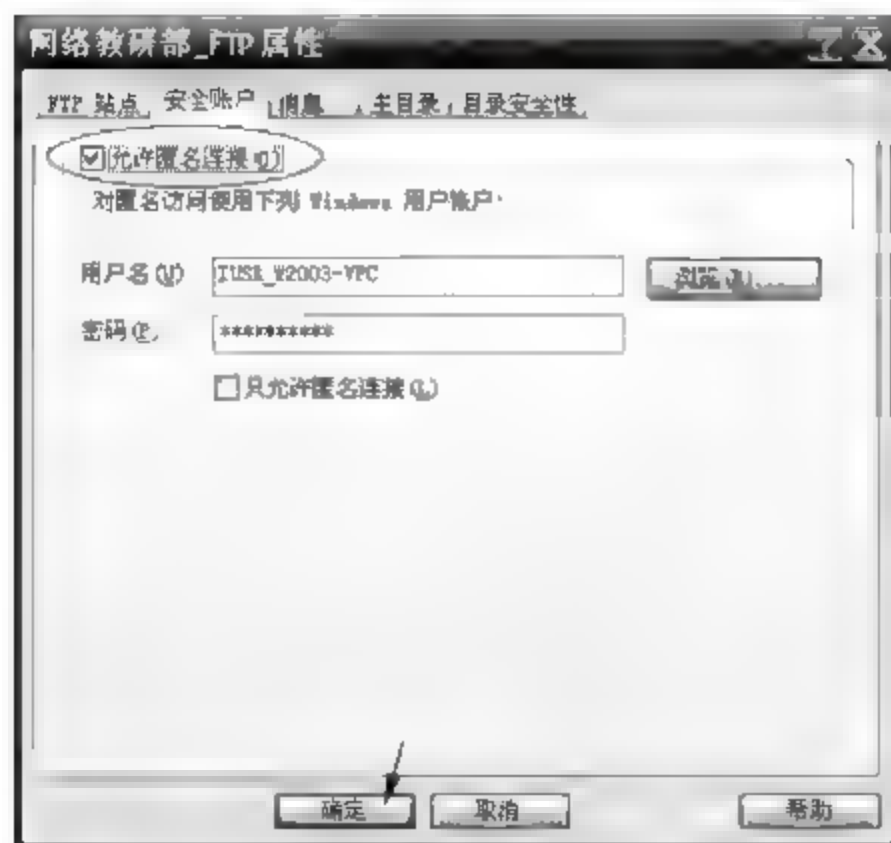 网络教研部_FTP 属性
FTP 站点 安全账户 消息 主目录 目录安全性
允许匿名连接(O)
对匿名访问使用下列 Windows 用户账户:
用户名(U) IUSR_W2003-VPC 浏览(R)...
密码(P) **********
只允许匿名连接(L)
确定 取消 帮助